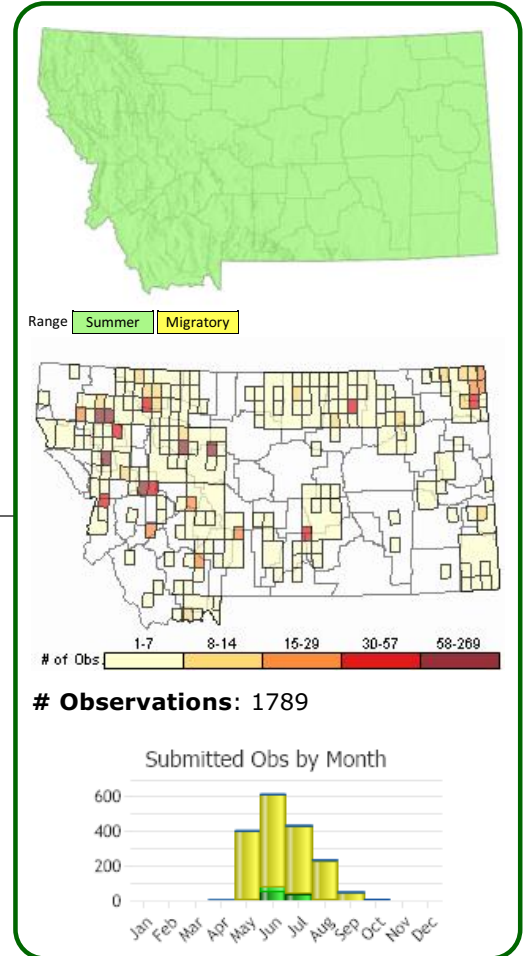 Range Summer Migratory
1-7 8-14 15-29 30-57 58-269
# of Obs.
# Observations: 1789
Submitted Obs by Month
600
400
200
0
Jan Feb Mar Apr May Jun Jul Aug Sep Oct Nov Dec